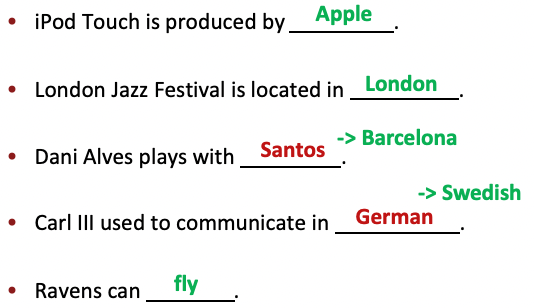 • iPod Touch is produced by Apple.
• London Jazz Festival is located in London.
-> Barcelona
• Dani Alves plays with Santos.
-> Swedish
• Carl III used to communicate in German.
• Ravens can fly.